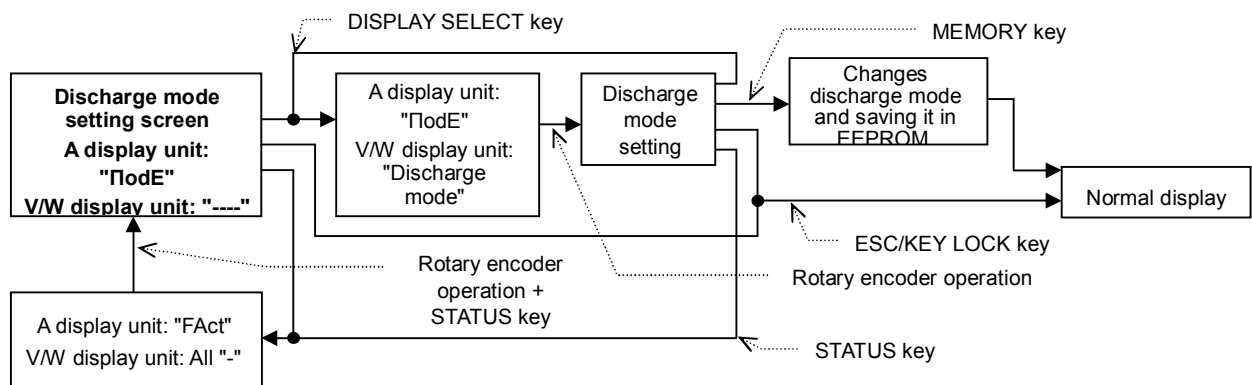 DISPLAY SELECT key
MEMORY key
Discharge mode
setting screen
A display unit:
"ПodE"
V/W display unit: "----"
A display unit:
"ПodE"
V/W display unit:
"Discharge
mode"
Discharge
mode
setting
Changes
discharge mode
and saving it in
EEPROM
Normal display
ESC/KEY LOCK key
Rotary encoder operation
Rotary encoder
operation +
STATUS key
A display unit: "FAct"
V/W display unit: All "-"
STATUS key